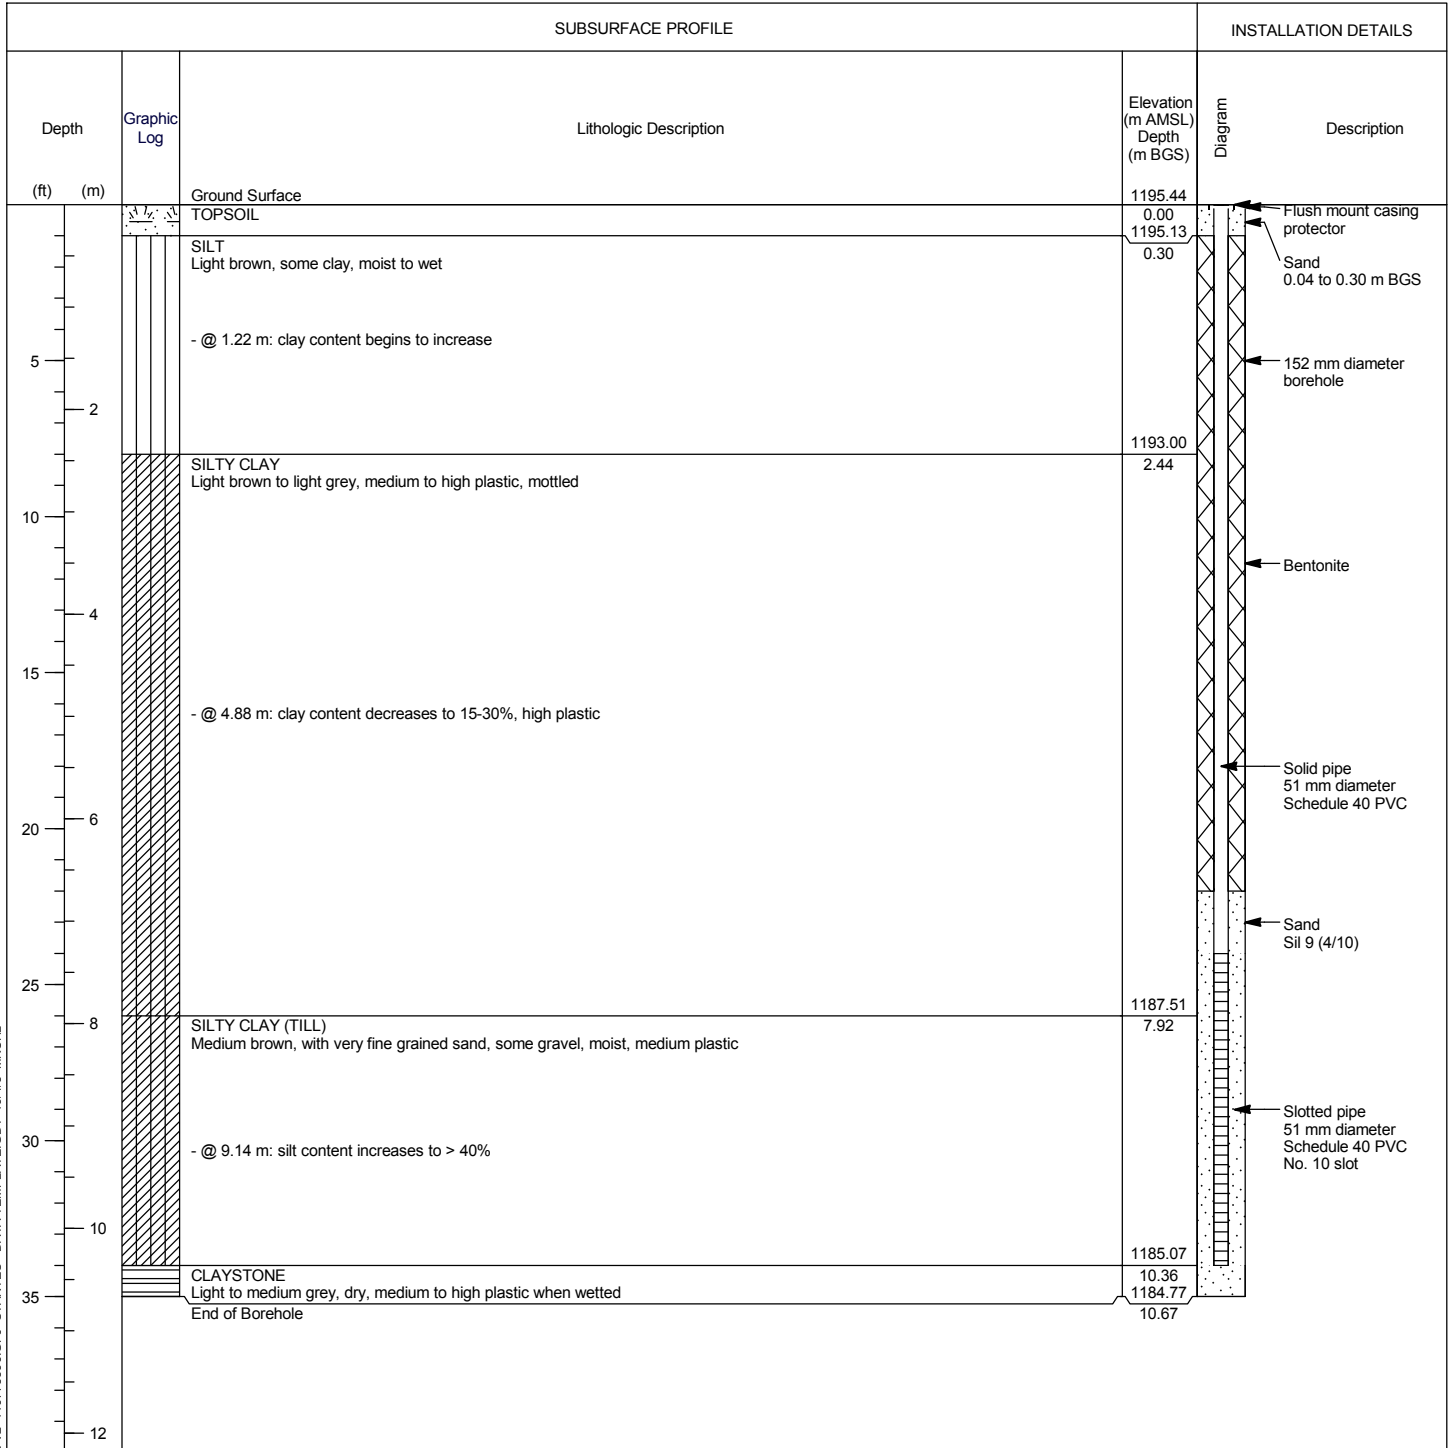 SUBSURFACE PROFILE
INSTALLATION DETAILS
Depth
(ft) (m)
Graphic
Log
Lithologic Description
Elevation
(m AMSL)
Depth
(m BGS)
Diagram
Description
Ground Surface
1195.44
TOPSOIL
0.00
1195.13
SILT
0.30
Light brown, some clay, moist to wet
- @ 1.22 m: clay content begins to increase
1193.00
SILTY CLAY
2.44
Light brown to light grey, medium to high plastic, mottled
- @ 4.88 m: clay content decreases to 15-30%, high plastic
1187.51
SILTY CLAY (TILL)
7.92
Medium brown, with very fine grained sand, some gravel, moist, medium plastic
- @ 9.14 m: silt content increases to > 40%
1185.07
CLAYSTONE
10.36
Light to medium grey, dry, medium to high plastic when wetted
1184.77
End of Borehole
10.67
5
10
15
20
25
30
35
2
4
6
8
10
12
Flush mount casing
protector
Sand
0.04 to 0.30 m BGS
152 mm diameter
borehole
Bentonite
Solid pipe
51 mm diameter
Schedule 40 PVC
Sand
Sil 9 (4/10)
Slotted pipe
51 mm diameter
Schedule 40 PVC
No. 10 slot